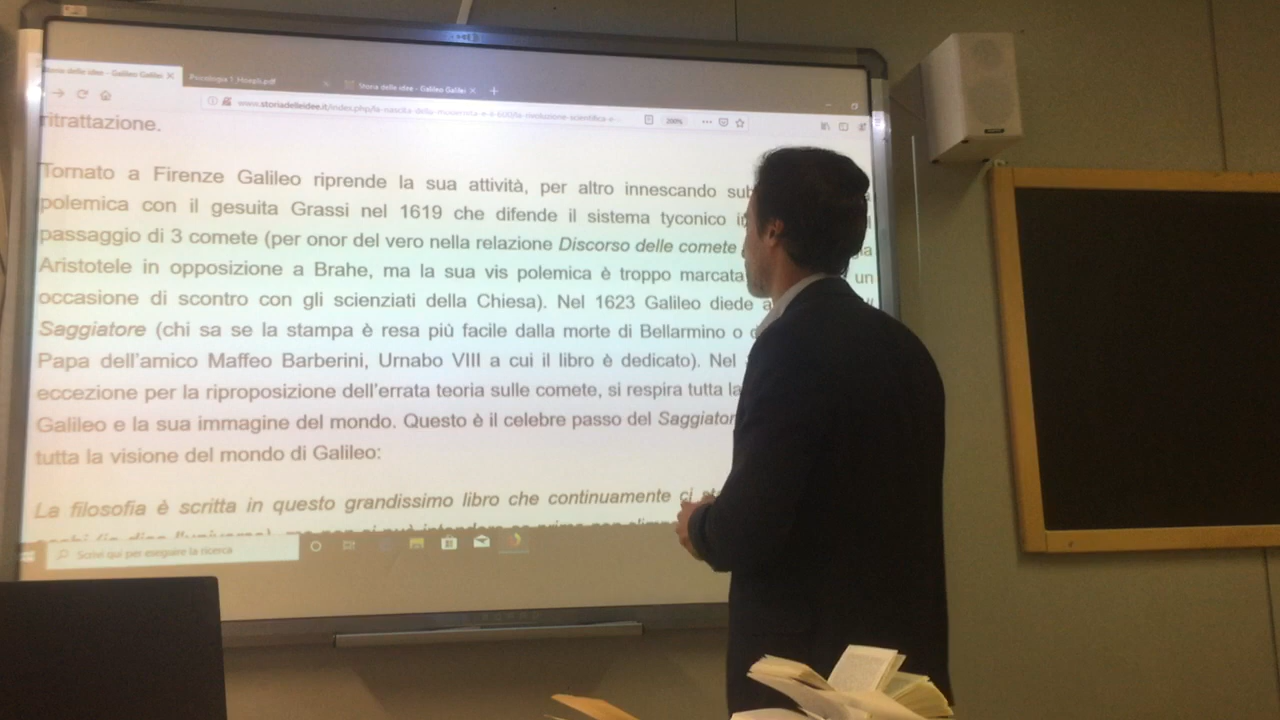 delle idee - Galileo Galilei
Psicologia 1_Hoepli.pdf
Storia delle idee - Galileo Galilei
200%
ritrattazione.
Tornato a Firenze Galileo riprende la sua attività, per altro innescando
polemica con il gesuita Grassi nel 1619 che difende il sistema tyconico
passaggio di 3 comete (per onor del vero nella relazione Discorso delle comete
Aristotele in opposizione a Brahe, ma la sua vis polemica è troppo marcata un
occasione di scontro con gli scienziati della Chiesa). Nel 1623 Galileo diede
Saggiatore (chi sa se la stampa è resa più facile dalla morte di Bellarmino o
Papa dell'amico Maffeo Barberini, Urnabo VIII a cui il libro è dedicato). Nel
eccezione per la riproposizione dell'errata teoria sulle comete, si respira tutta la
Galileo e la sua immagine del mondo. Questo è il celebre passo del
tutta la visione del mondo di Galileo:
La filosofia è scritta in questo grandissimo libro che continuamente ci
Scrivi qui per eseguire la ricerca